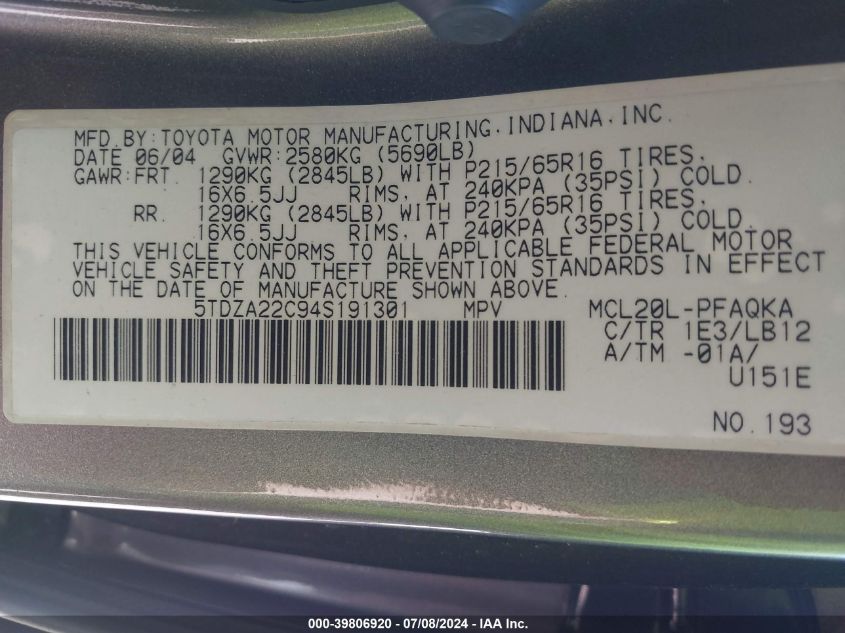 MFD.BY:TOYOTA MOTOR MANUFACTURING.INDIANA.INC.
DATE 06/04 GVWR:2580KG (5690LB)
GAWR:FRT. 1290KG (2845LB) WITH P215/65R16 TIRES.
16X6.5JJ RIMS. AT 240KPA (35PSI) COLD.
RR. 1290KG (2845LB) WITH P215/65R16 TIRES.
16X6.5JJ RIMS. AT 240KPA (35PSI) COLD.
THIS VEHICLE CONFORMS TO ALL APPLICABLE FEDERAL MOTOR
VEHICLE SAFETY AND THEFT PREVENTION STANDARDS IN EFFECT
ON THE DATE OF MANUFACTURE SHOWN ABOVE.
5TDZA22C94S191301 MPV MCL20L-PFAQKA
C/TR 1E3/LB12
A/TM -01A/
U151E
NO.193
000-39806920 - 07/08/2024 - IAA Inc.